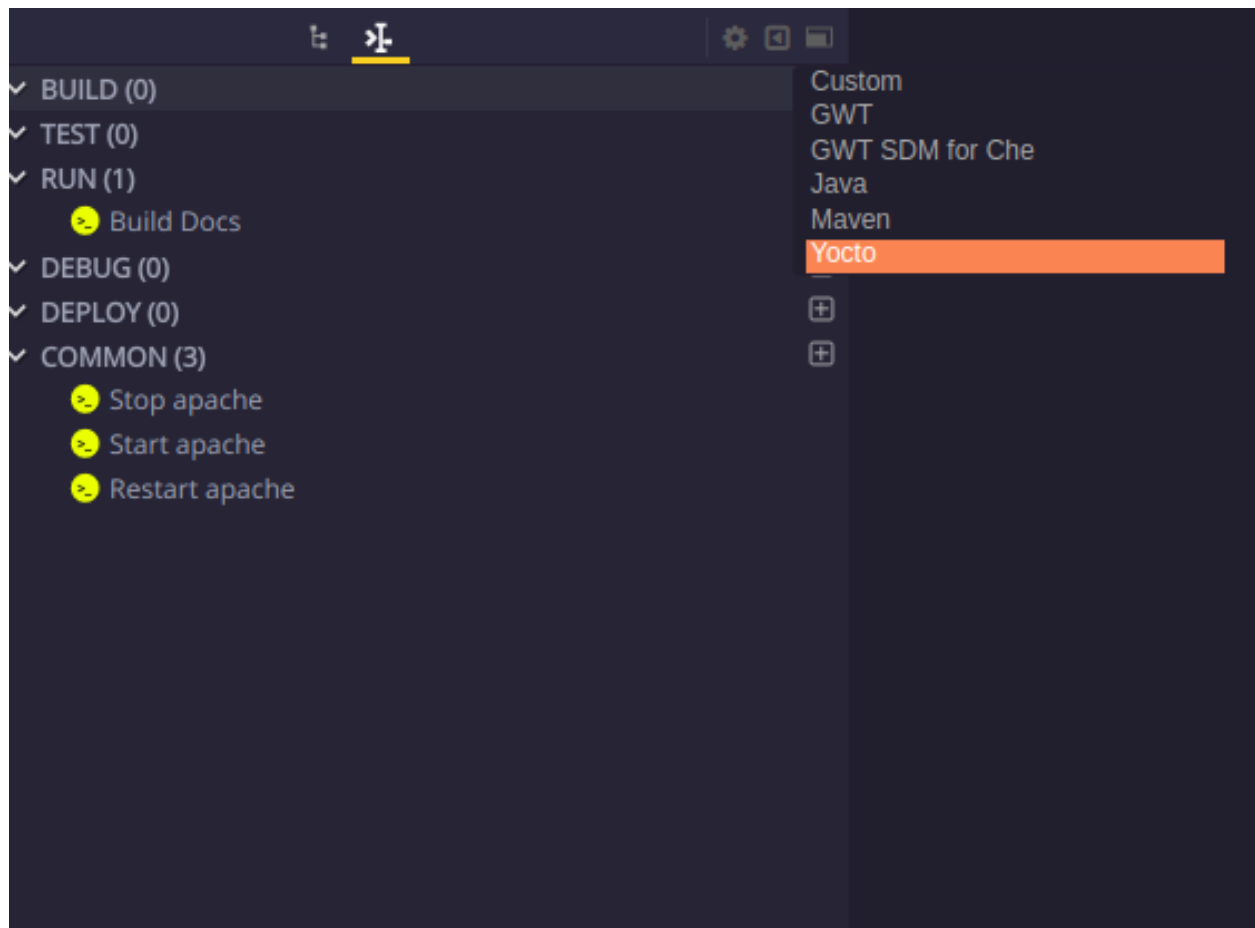 BUILD (0)
TEST (0)
RUN (1)
Build Docs
DEBUG (0)
DEPLOY (0)
COMMON (3)
Stop apache
Start apache
Restart apache
Custom
GWT
GWT SDM for Che
Java
Maven
Yocto